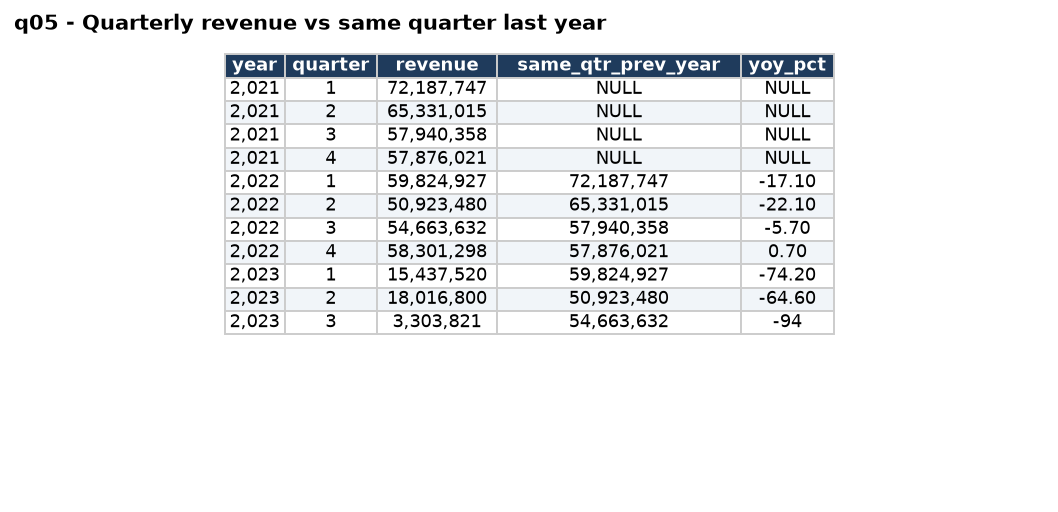 q05 - Quarterly revenue vs same quarter last year
year quarter revenue same_qtr_prev_year yoy_pct
2,021 1 72,187,747 NULL NULL
2,021 2 65,331,015 NULL NULL
2,021 3 57,940,358 NULL NULL
2,021 4 57,876,021 NULL NULL
2,022 1 59,824,927 72,187,747 -17.10
2,022 2 50,923,480 65,331,015 -22.10
2,022 3 54,663,632 57,940,358 -5.70
2,022 4 58,301,298 57,876,021 0.70
2,023 1 15,437,520 59,824,927 -74.20
2,023 2 18,016,800 50,923,480 -64.60
2,023 3 3,303,821 54,663,632 -94